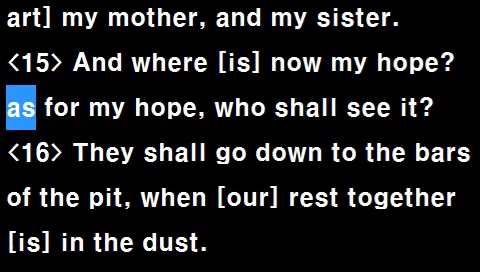 art] my mother, and my sister.
<15> And where [is] now my hope?
as for my hope, who shall see it?
<16> They shall go down to the bars
of the pit, when [our] rest together
[is] in the dust.